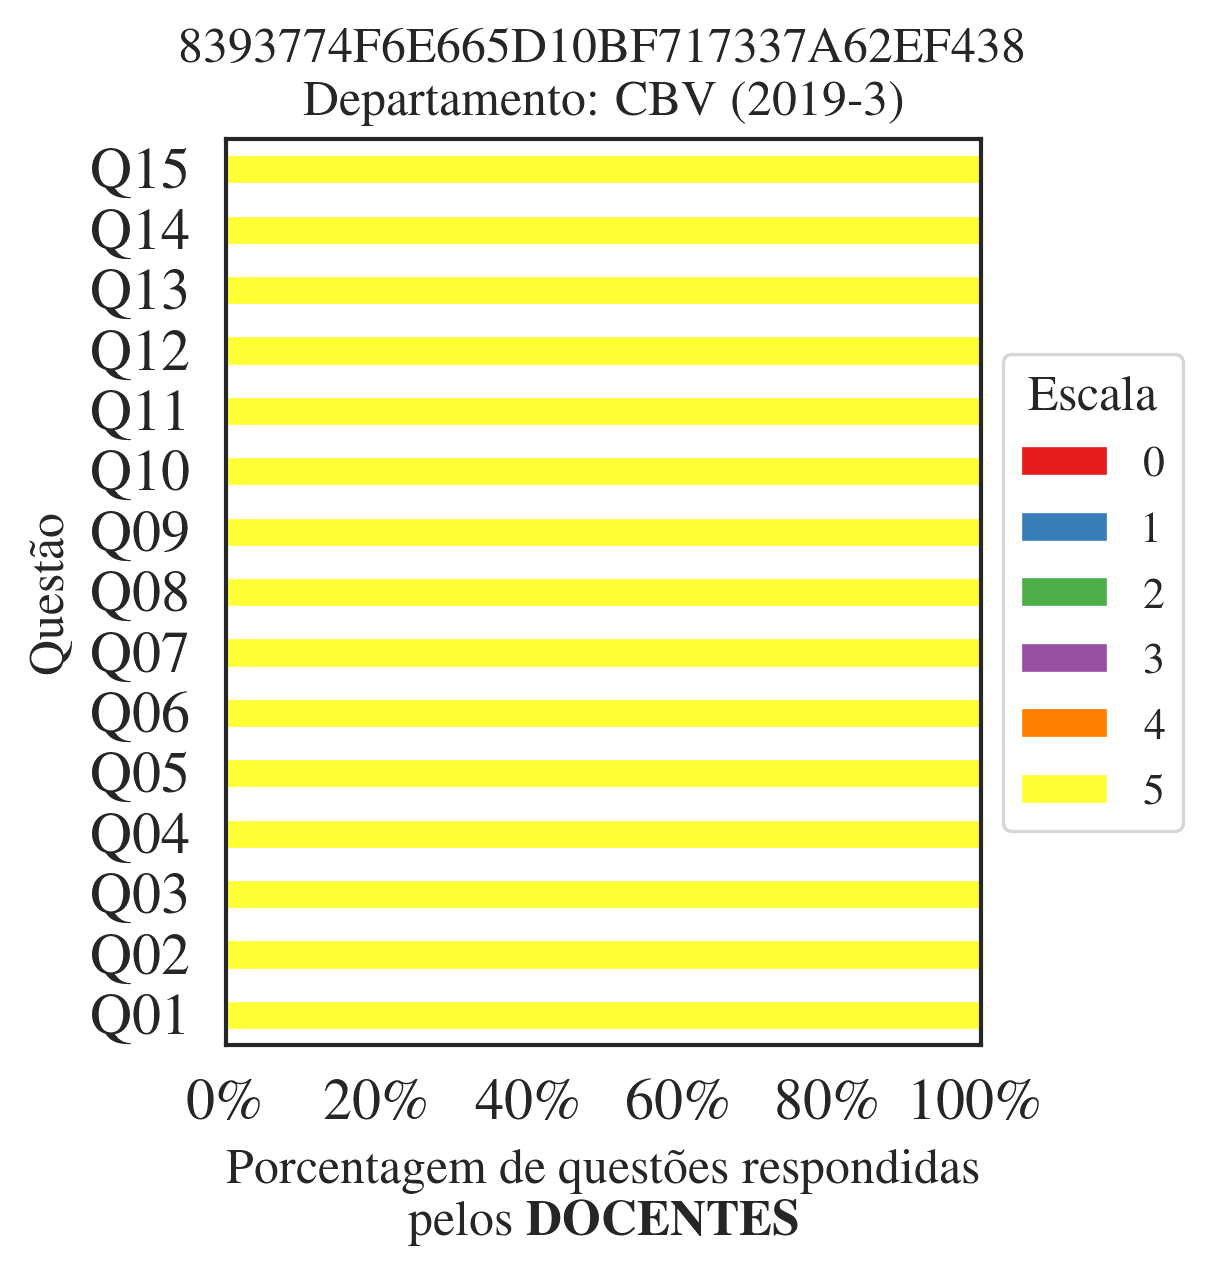 8393774F6E665D10BF717337A62EF438
Departamento: CBV (2019-3)
Questão
Q15
Q14
Q13
Q12
Q11
Q10
Q09
Q08
Q07
Q06
Q05
Q04
Q03
Q02
Q01
0% 20% 40% 60% 80% 100%
Porcentagem de questões respondidas
pelos DOCENTES
Escala
0
1
2
3
4
5